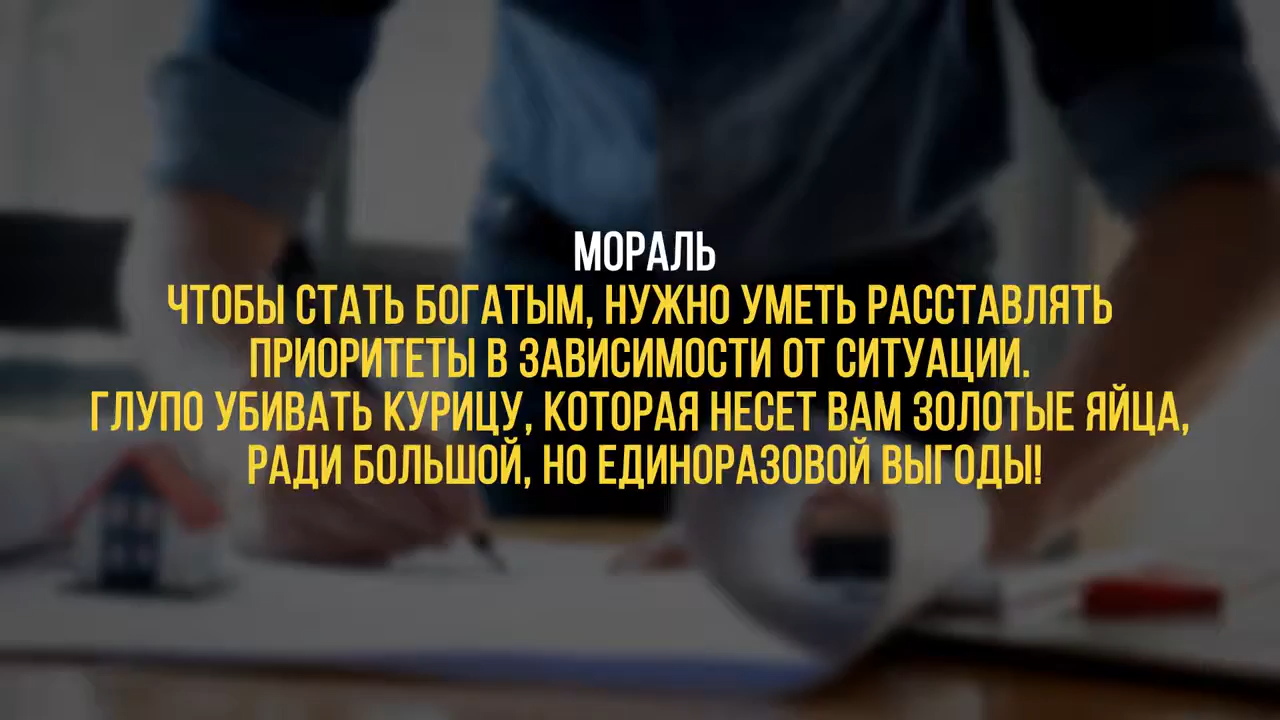 МОРАЛЬ
ЧТОБЫ СТАТЬ БОГАТЫМ, НУЖНО УМЕТЬ РАССТАВЛЯТЬ
ПРИОРИТЕТЫ В ЗАВИСИМОСТИ ОТ СИТУАЦИИ.
ГЛУПО УБИВАТЬ КУРИЦУ, КОТОРАЯ НЕСЕТ ВАМ ЗОЛОТЫЕ ЯЙЦА,
РАДИ БОЛЬШОЙ, НО ЕДИНОРАЗОВОЙ ВЫГОДЫ!